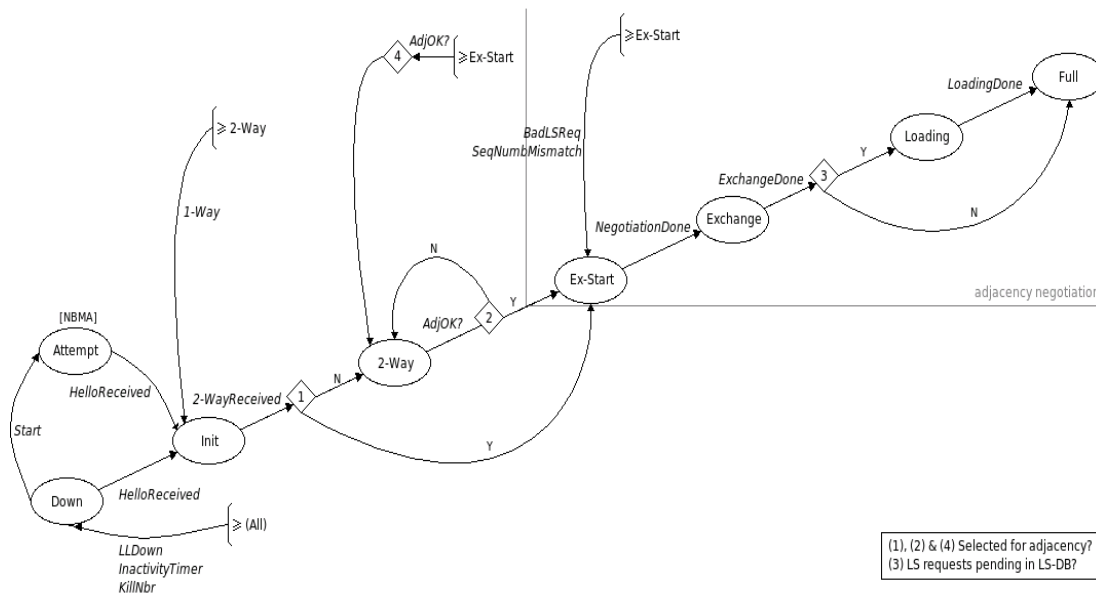 AdjOK?
4
≥Ex-Start
≥Ex-Start
LoadingDone
Full
≥ 2-Way
BadLSReq
SeqNumbMismatch
Loading
Y
3
ExchangeDone
1-Way
Exchange
N
NegotiationDone
N
Ex-Start
adjacency negotiation
Y
2
AdjOK?
[NBMA]
Attempt
2-Way
HelloReceived
N
2-WayReceived
1
Start
Init
Y
Down
HelloReceived
≥ (All)
LLDown
InactivityTimer
KillNbr
(1), (2) & (4) Selected for adjacency?
(3) LS requests pending in LS-DB?